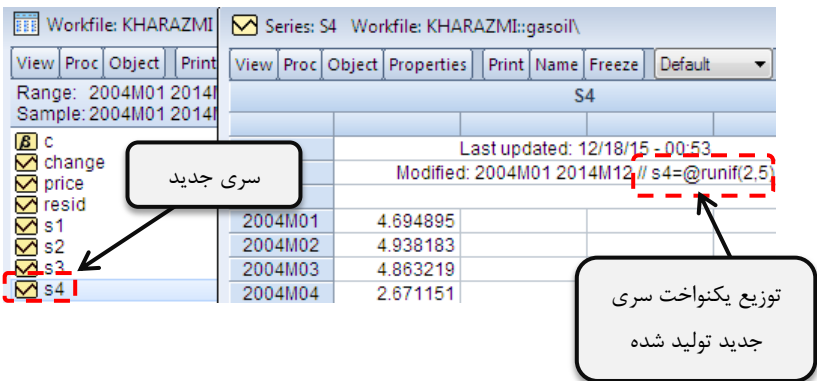 Workfile: KHARAZMI
View Proc Object Print
Range: 2004M01 2014
Sample: 2004M01 2014
c
change
price
resid
s1
s2
s3
s4
سری جدید
Series: S4 Workfile: KHARAZMI::gasoil\
View Proc Object Properties Print Name Freeze Default
S4
Last updated: 12/18/15 - 00:53
Modified: 2004M01 2014M12 // s4=@runif(2,5)
2004M01 4.694895
2004M02 4.938183
2004M03 4.863219
2004M04 2.671151
توزیع یکنواخت سری
جدید تولید شده